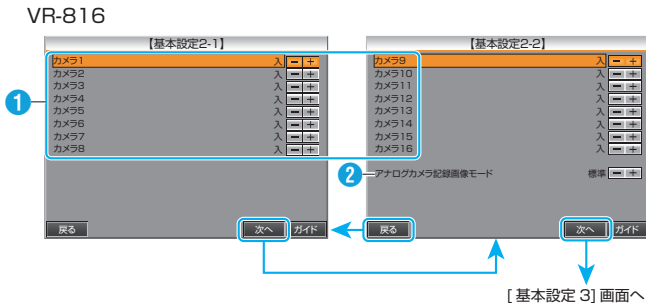 VR-816
【基本設定2-1】
カメラ1 入 − +
カメラ2 入 − +
カメラ3 入 − +
カメラ4 入 − +
カメラ5 入 − +
カメラ6 入 − +
カメラ7 入 − +
カメラ8 入 − +
戻る 次へ ガイド
1
【基本設定2-2】
カメラ9 入 − +
カメラ10 入 − +
カメラ11 入 − +
カメラ12 入 − +
カメラ13 入 − +
カメラ14 入 − +
カメラ15 入 − +
カメラ16 入 − +
2 アナログカメラ記録画像モード 標準 − +
戻る 次へ ガイド
[基本設定 3] 画面へ